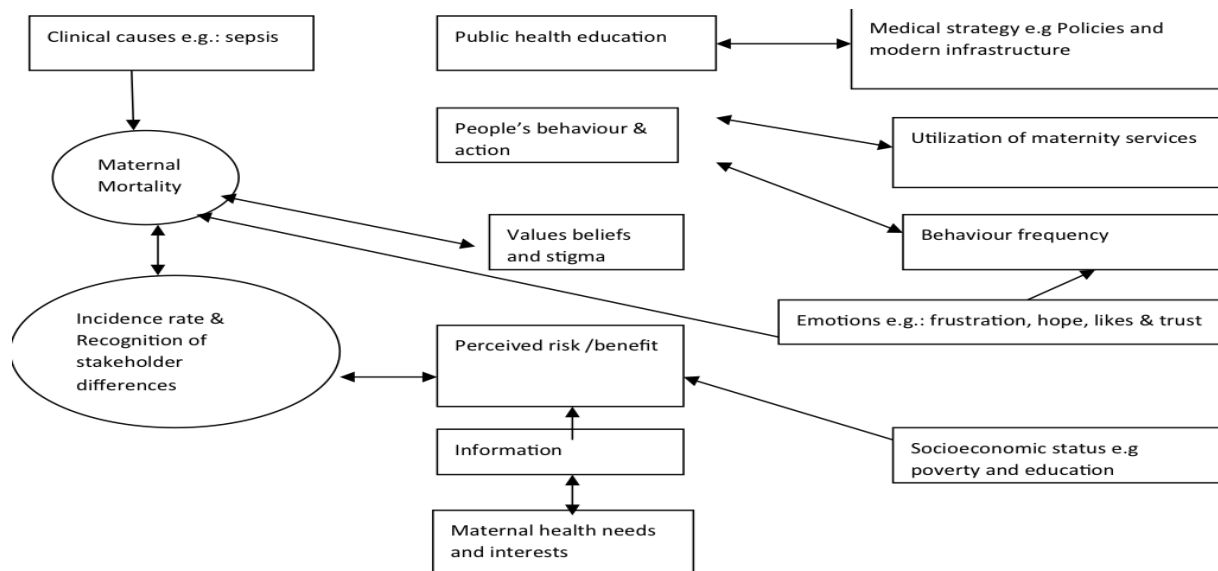 Clinical causes e.g.: sepsis
Public health education
Medical strategy e.g Policies and
modern infrastructure
People’s behaviour &
action
Utilization of maternity services
Maternal
Mortality
Values beliefs
and stigma
Behaviour frequency
Incidence rate &
Recognition of
stakeholder
differences
Emotions e.g.: frustration, hope, likes & trust
Perceived risk /benefit
Information
Socioeconomic status e.g
poverty and education
Maternal health needs
and interests